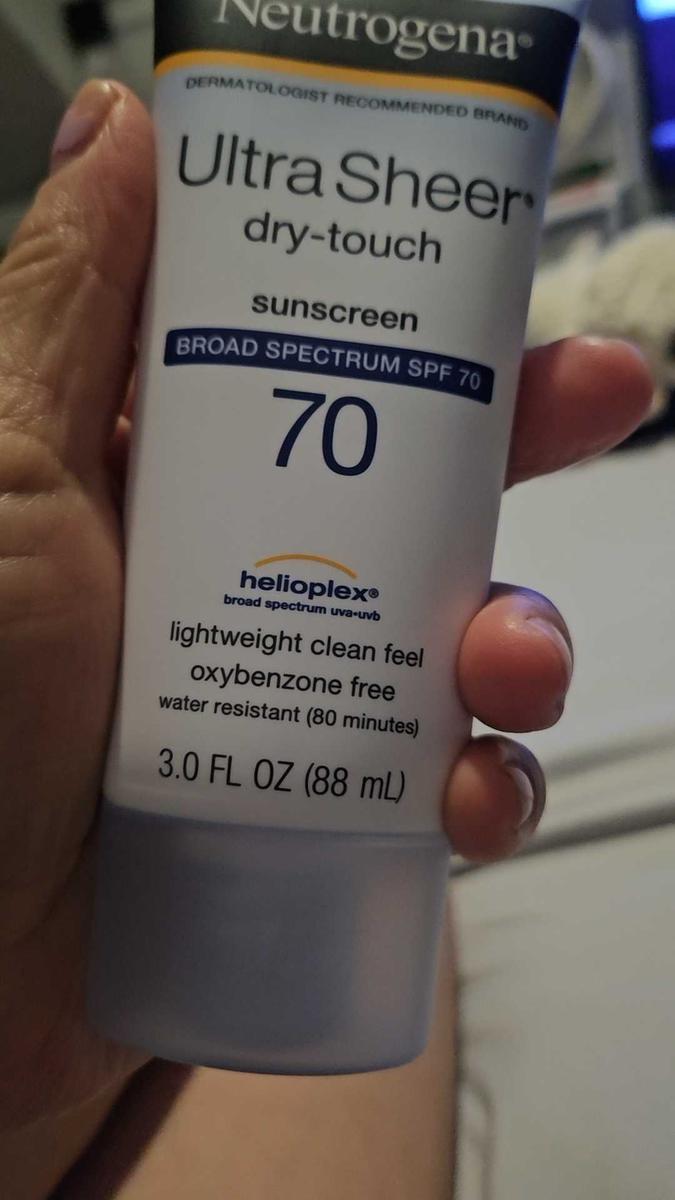 Neutrogena®
DERMATOLOGIST RECOMMENDED BRAND
Ultra Sheer®
dry-touch
sunscreen
BROAD SPECTRUM SPF 70
70
helioplex®
broad spectrum uva•uvb
lightweight clean feel
oxybenzone free
water resistant (80 minutes)
3.0 FL OZ (88 mL)